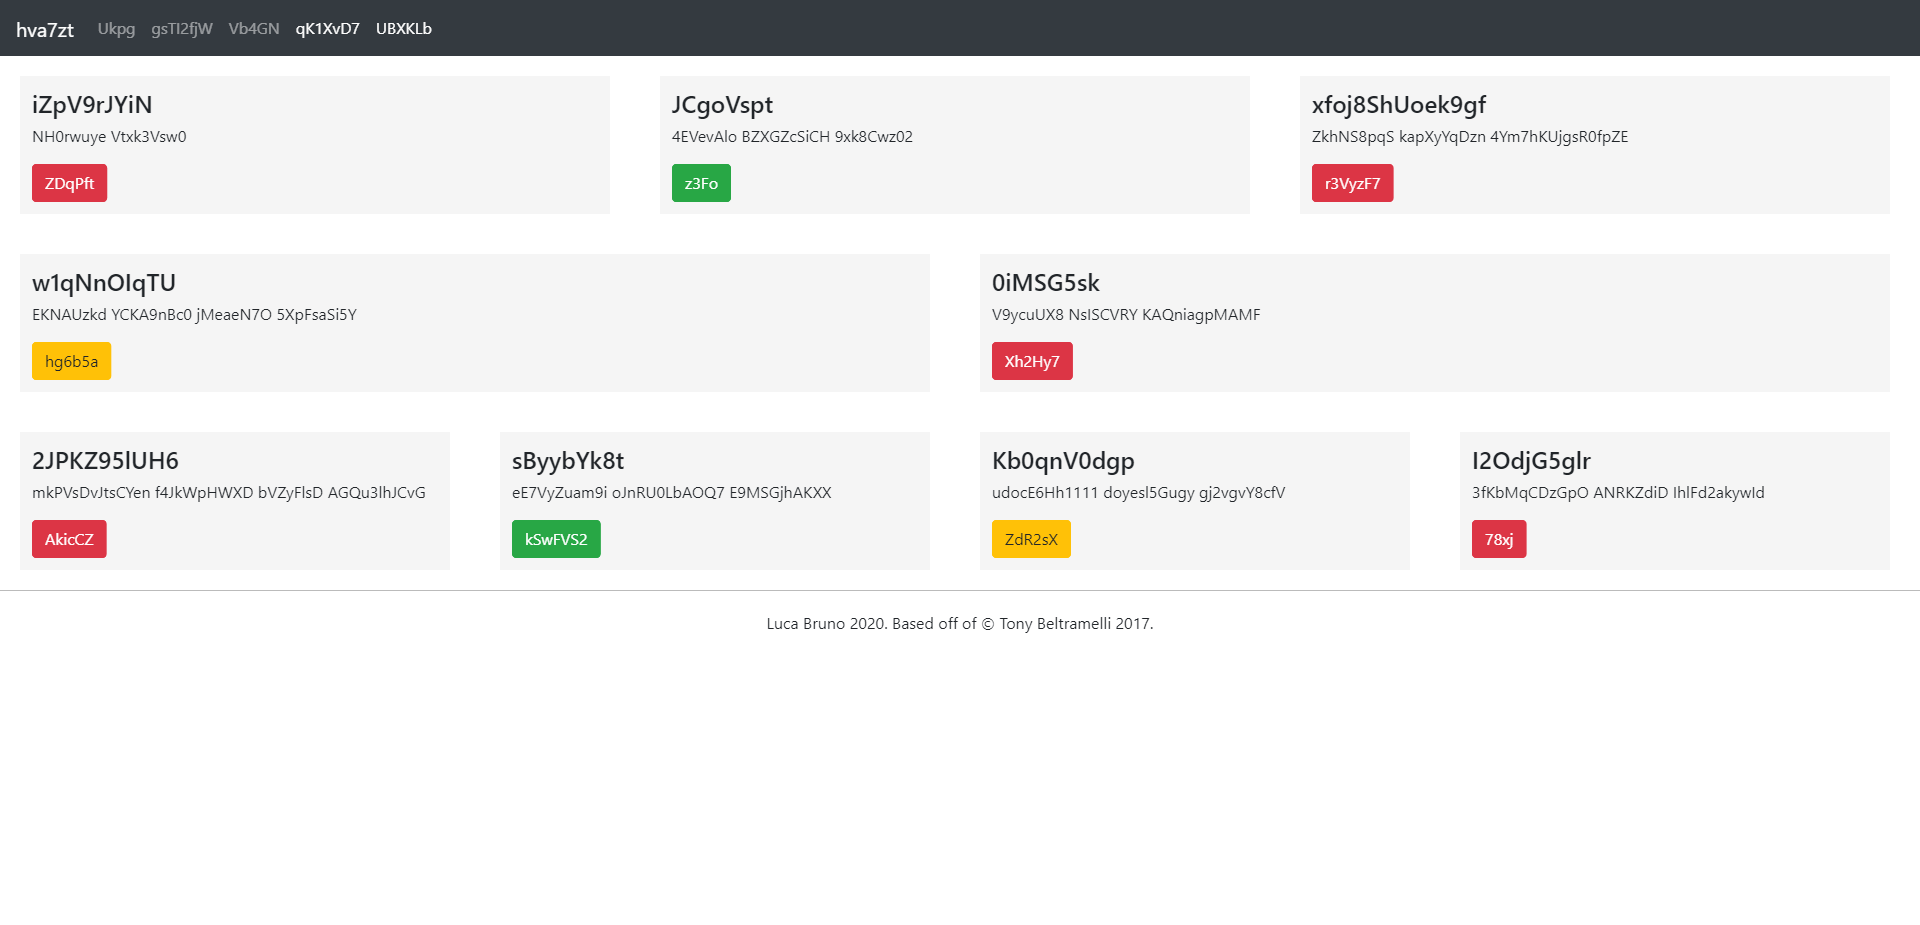 hva7zt Ukpg gsTI2fjW Vb4GN qK1XvD7 UBXKLb
iZpV9rJYiN
NH0rwuye Vtxk3Vsw0
ZDqPft
JCgoVspt
4EVevAlo BZXGZcSiCH 9xk8Cwz02
z3Fo
xfoj8ShUoek9gf
ZkhNS8pqS kapXyYqDzn 4Ym7hKUjgsR0fpZE
r3VyzF7
w1qNnOIqTU
EKNAUzkd YCKA9nBc0 jMeaeN7O 5XpFsaSi5Y
hg6b5a
0iMSG5sk
V9ycuUX8 NsISCVRY KAQniagpMAMF
Xh2Hy7
2JPKZ95lUH6
mkPVsDvJtsCYen f4JkWpHWXD bVZyFlsD AGQu3lhJCvG
AkicCZ
sByybYk8t
eE7VyZuam9i oJnRU0LbAOQ7 E9MSGjhAKXX
kSwFVS2
Kb0qnV0dgp
udocE6Hh1111 doyesl5Gugy gj2vgvY8cfV
ZdR2sX
I2OdjG5glr
3fKbMqCDzGpO ANRKZdiD IhlFd2akywId
78xj
Luca Bruno 2020. Based off of © Tony Beltramelli 2017.